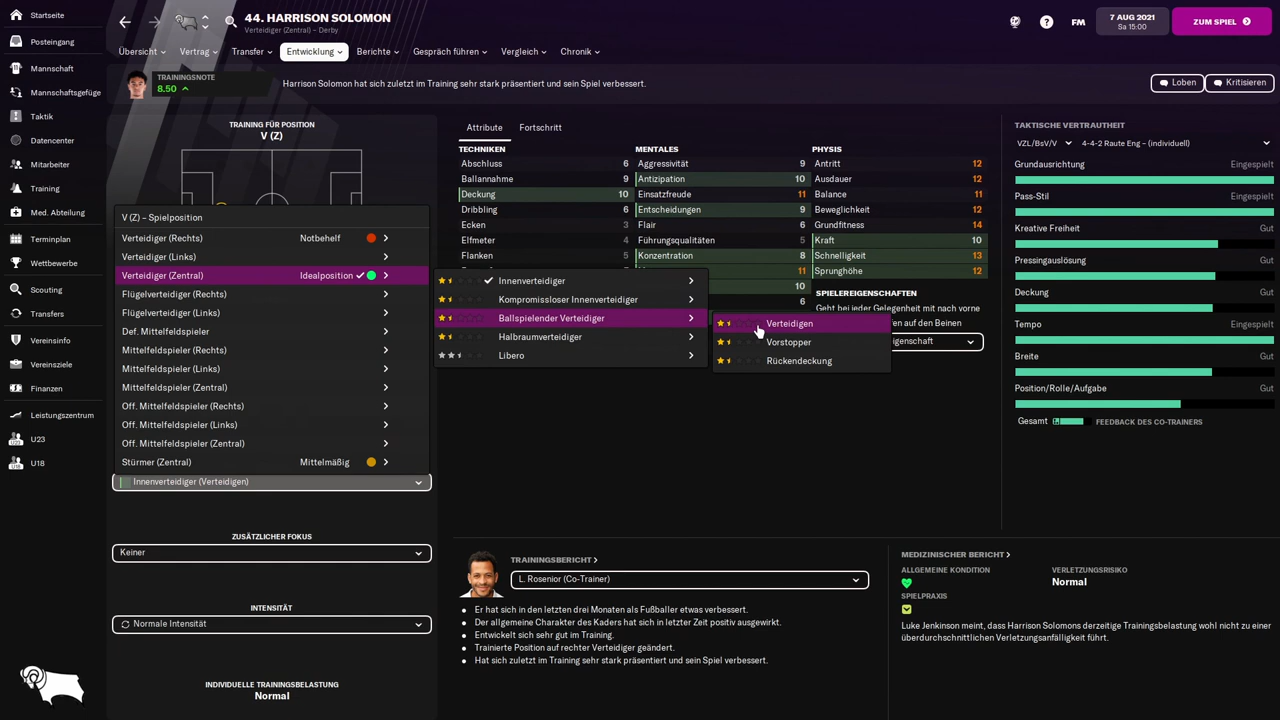 Startseite
Posteingang
Mannschaft
Mannschaftsgefüge
Taktik
Datencenter
Mitarbeiter
Training
Med. Abteilung
Terminplan
Wettbewerbe
Scouting
Transfers
Vereinsinfo
Vereinsziele
Finanzen
Leistungszentrum
U23
U18
44. HARRISON SOLOMON
Verteidiger (Zentral) – Derby
FM
7 AUG 2021
Sa 15:00
ZUM SPIEL
Übersicht
Vertrag
Transfer
Entwicklung
Berichte
Gespräch führen
Vergleich
Chronik
TRAININGSNOTE
8.50
Harrison Solomon hat sich zuletzt im Training sehr stark präsentiert und sein Spiel verbessert.
Loben
Kritisieren
TRAINING FÜR POSITION
V (Z)
V (Z) – Spielposition
Verteidiger (Rechts) Notbehelf
Verteidiger (Links)
Verteidiger (Zentral) Idealposition
Flügelverteidiger (Rechts)
Flügelverteidiger (Links)
Def. Mittelfeldspieler
Mittelfeldspieler (Rechts)
Mittelfeldspieler (Links)
Mittelfeldspieler (Zentral)
Off. Mittelfeldspieler (Rechts)
Off. Mittelfeldspieler (Links)
Off. Mittelfeldspieler (Zentral)
Stürmer (Zentral) Mittelmäßig
Innenverteidiger (Verteidigen)
ZUSÄTZLICHER FOKUS
Keiner
INTENSITÄT
Normale Intensität
INDIVIDUELLE TRAININGSBELASTUNG
Normal
Attribute
Fortschritt
TECHNIKEN
Abschluss 6
Ballannahme 9
Deckung 10
Dribbling 6
Ecken 3
Elfmeter 4
Flanken 5
MENTALES
Aggressivität 9
Antizipation 10
Einsatzfreude 11
Entscheidungen 9
Flair 6
Führungsqualitäten 5
Konzentration 8
11
10
6
PHYSIS
Antritt 12
Ausdauer 12
Balance 11
Beweglichkeit 12
Grundfitness 14
Kraft 10
Schnelligkeit 13
Sprunghöhe 12
SPIELEREIGENSCHAFTEN
Geht bei jeder Gelegenheit mit nach vorne
fen auf den Beinen
eigenschaft
Innenverteidiger
Kompromissloser Innenverteidiger
Ballspielender Verteidiger
Halbraumverteidiger
Libero
Verteidigen
Vorstopper
Rückendeckung
TAKTISCHE VERTRAUTHEIT
VZL/BsV/V
4-4-2 Raute Eng – (individuell)
Grundausrichtung Eingespielt
Pass-Stil Eingespielt
Kreative Freiheit Gut
Pressingauslösung Gut
Deckung Gut
Tempo Eingespielt
Breite Gut
Position/Rolle/Aufgabe Gut
Gesamt FEEDBACK DES CO-TRAINERS
TRAININGSBERICHT
L. Rosenior (Co-Trainer)
Er hat sich in den letzten drei Monaten als Fußballer etwas verbessert.
Der allgemeine Charakter des Kaders hat sich in letzter Zeit positiv ausgewirkt.
Entwickelt sich sehr gut im Training.
Trainierte Position auf rechter Verteidiger geändert.
Hat sich zuletzt im Training sehr stark präsentiert und sein Spiel verbessert.
MEDIZINISCHER BERICHT
ALLGEMEINE KONDITION
VERLETZUNGSRISIKO
Normal
SPIELPRAXIS
Luke Jenkinson meint, dass Harrison Solomons derzeitige Trainingsbelastung wohl nicht zu einer
überdurchschnittlichen Verletzungsanfälligkeit führt.